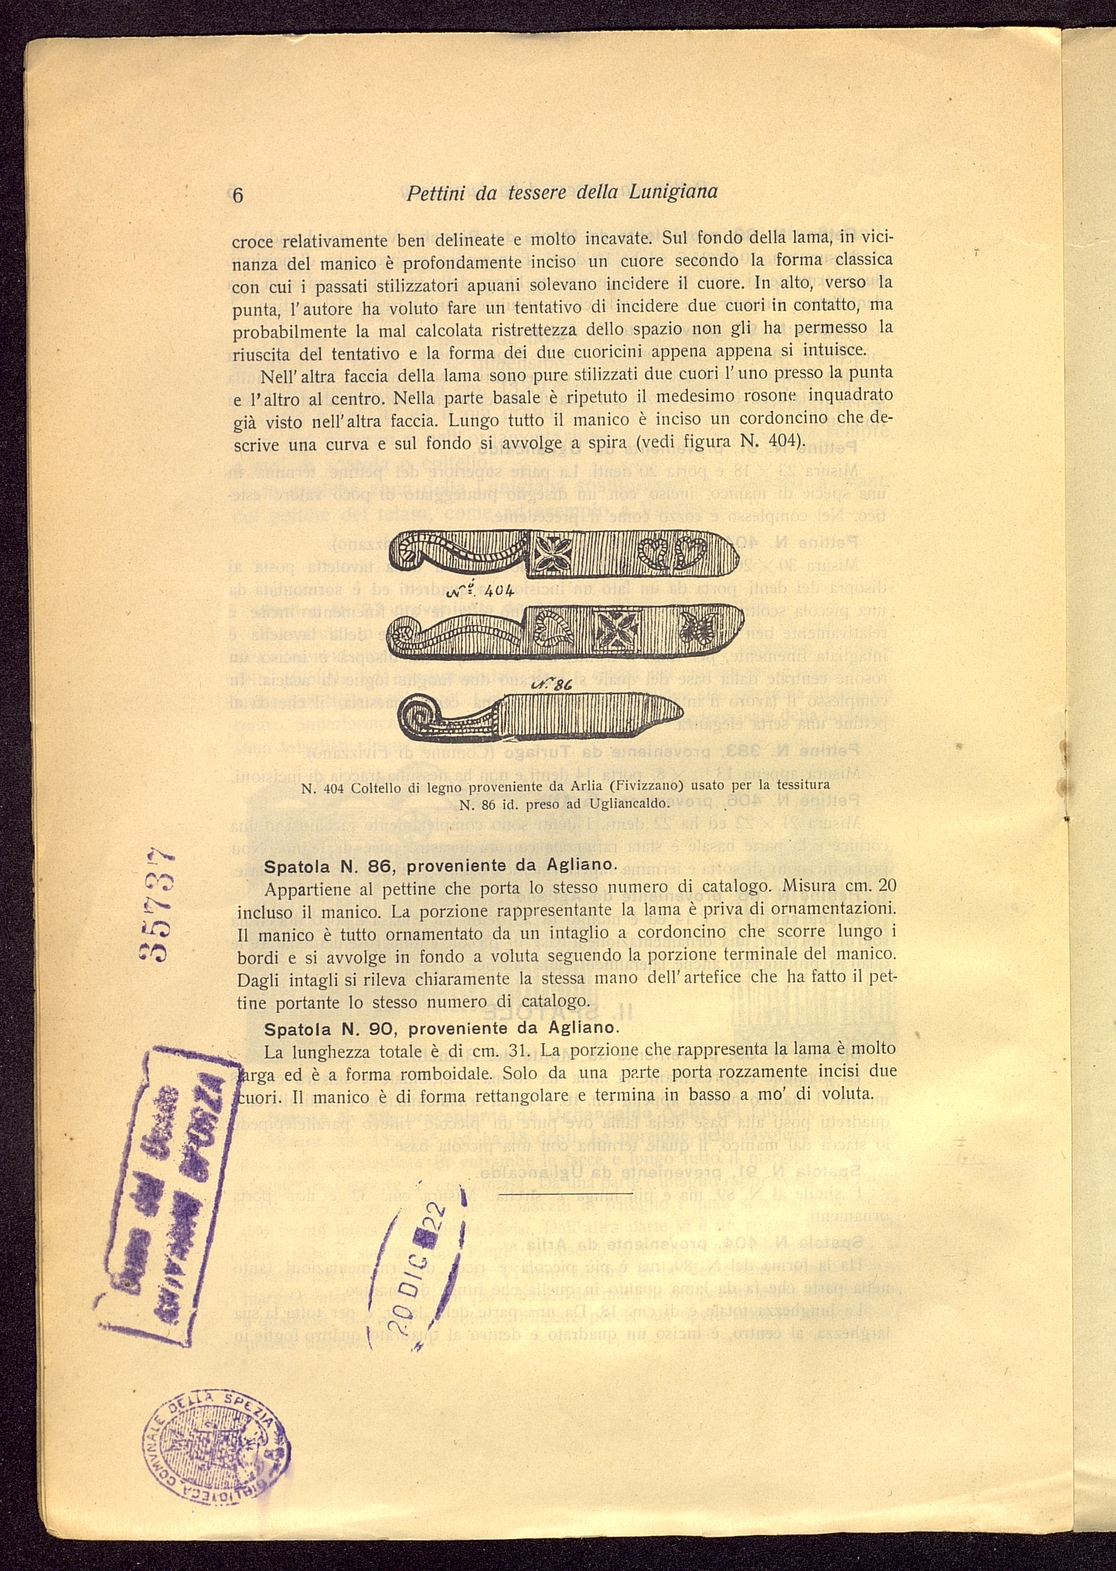 6
Pettini da tessere della Lunigiana
croce relativamente ben delineate e molto incavate. Sul fondo della lama, in vici-
nanza del manico è profondamente inciso un cuore secondo la forma classica
con cui i passati stilizzatori apuani solevano incidere il cuore. In alto, verso la
punta, l'autore ha voluto fare un tentativo di incidere due cuori in contatto, ma
probabilmente la mal calcolata ristrettezza dello spazio non gli ha permesso la
riuscita del tentativo e la forma dei due cuoricini appena appena si intuisce.
Nell'altra faccia della lama sono pure stilizzati due cuori l'uno presso la punta
e l'altro al centro. Nella parte basale è ripetuto il medesimo rosone inquadrato
già visto nell'altra faccia. Lungo tutto il manico è inciso un cordoncino che de-
scrive una curva e sul fondo si avvolge a spira (vedi figura N. 404).
N.º 404
N. 86
N. 404 Coltello di legno proveniente da Arlia (Fivizzano) usato per la tessitura
N. 86 id. preso ad Ugliancaldo.
Spatola N. 86, proveniente da Agliano.
Appartiene al pettine che porta lo stesso numero di catalogo. Misura cm. 20
incluso il manico. La porzione rappresentante la lama è priva di ornamentazioni.
Il manico è tutto ornamentato da un intaglio a cordoncino che scorre lungo i
bordi e si avvolge in fondo a voluta seguendo la porzione terminale del manico.
Dagli intagli si rileva chiaramente la stessa mano dell'artefice che ha fatto il pet-
tine portante lo stesso numero di catalogo.
Spatola N. 90, proveniente da Agliano.
La lunghezza totale è di cm. 31. La porzione che rappresenta la lama è molto
larga ed è a forma romboidale. Solo da una parte porta rozzamente incisi due
cuori. Il manico è di forma rettangolare e termina in basso a mo' di voluta.
35737
Dono del
20 DIC 22
BIBLIOTECA COMVNALE DELLA SPEZIA